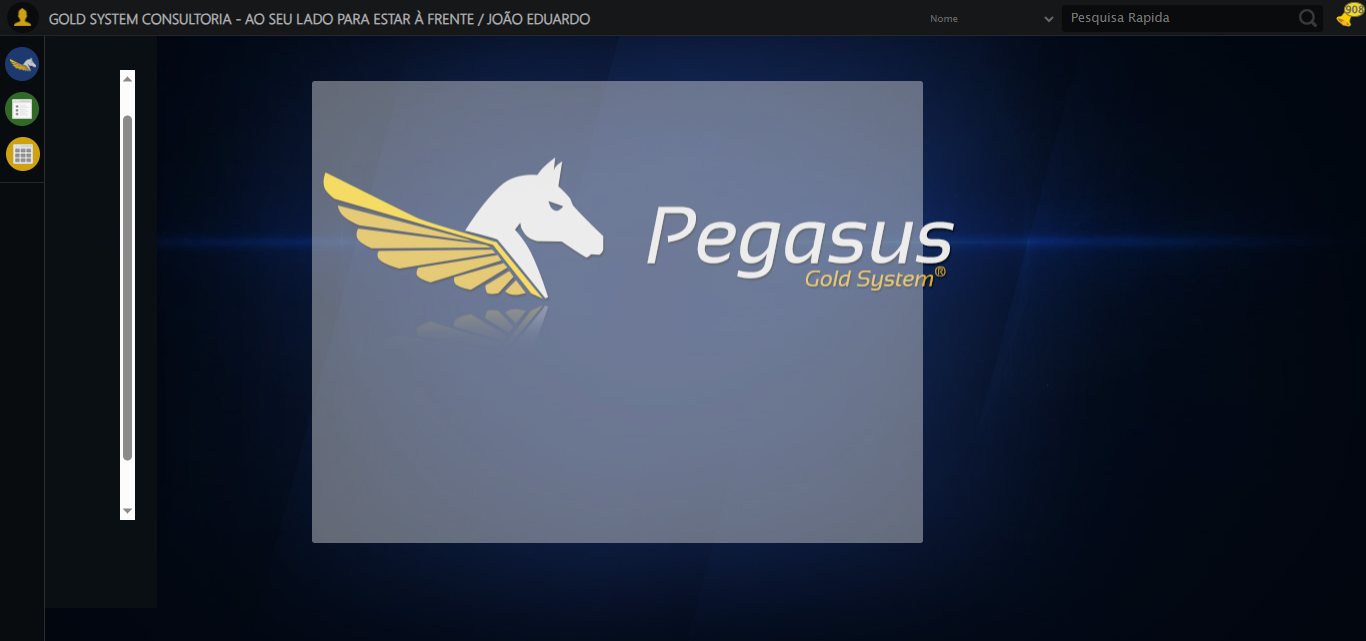 GOLD SYSTEM CONSULTORIA - AO SEU LADO PARA ESTAR À FRENTE / JOÃO EDUARDO
Nome
Pesquisa Rapida
908
Pegasus
Gold System®